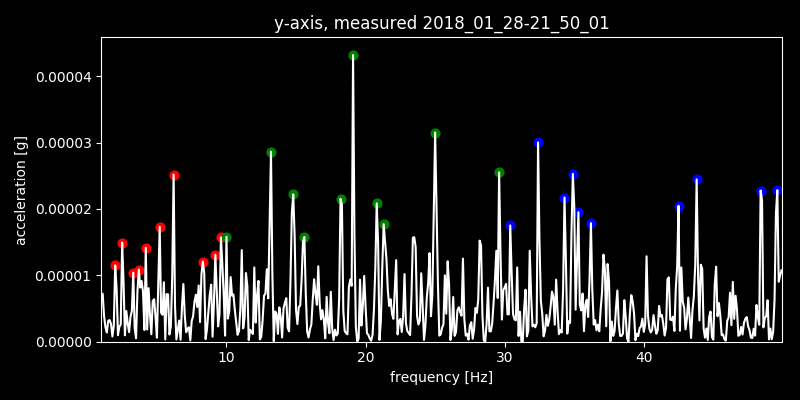 y-axis, measured 2018_01_28-21_50_01
0.00004
0.00003
0.00002
0.00001
0.00000
acceleration [g]
10 20 30 40
frequency [Hz]